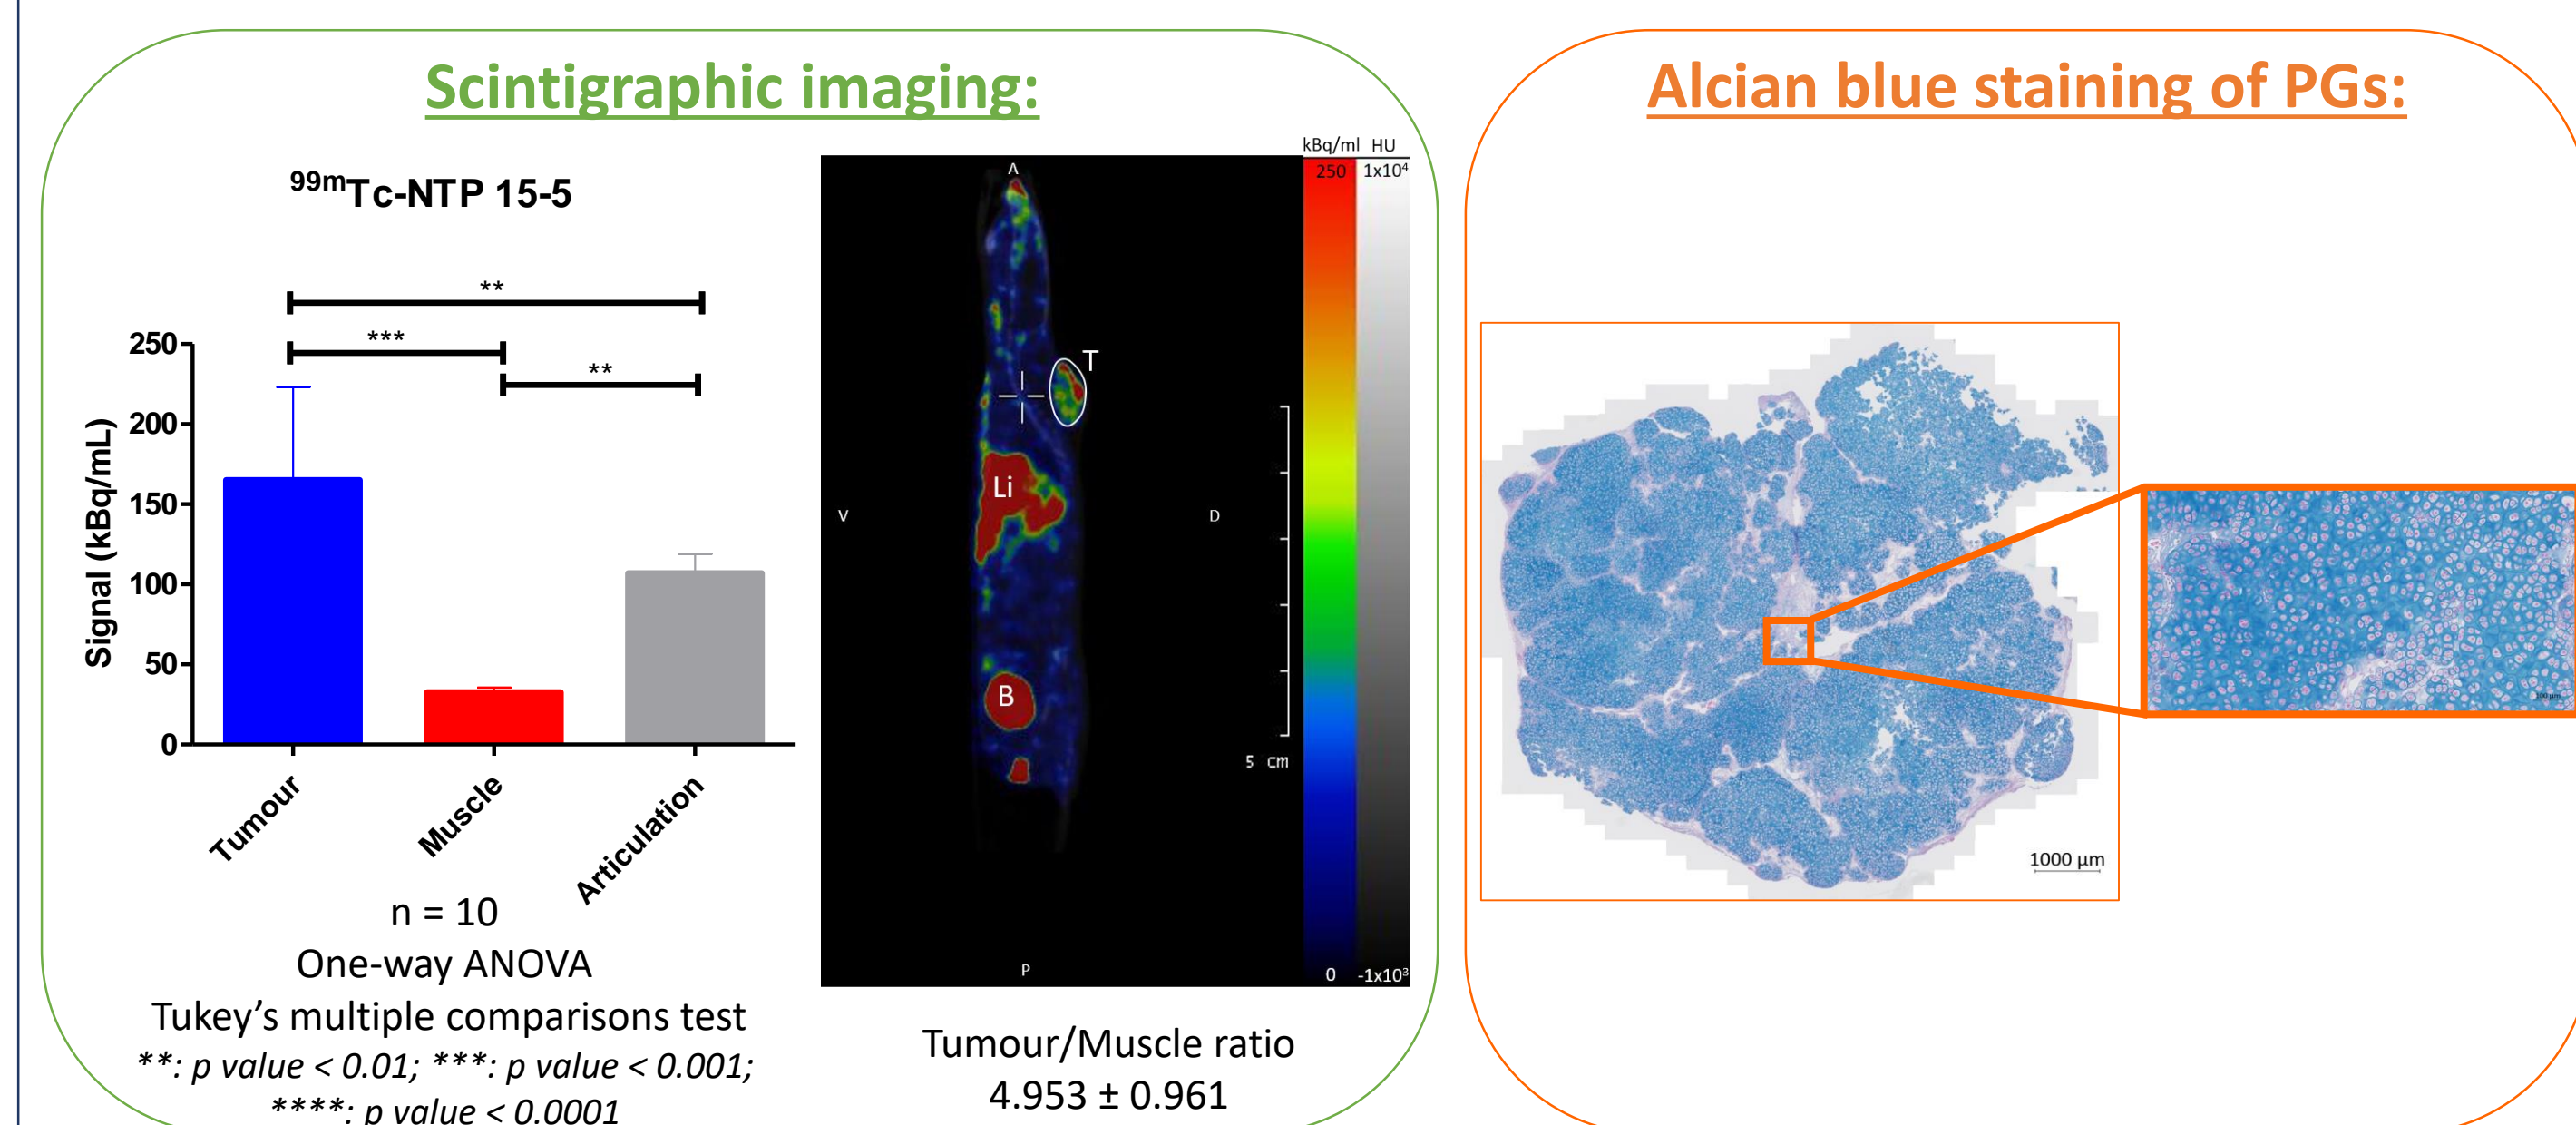 Scintigraphic imaging:
99mTc-NTP 15-5
**
***
**
Signal (kBq/mL)
250
200
150
100
50
0
Tumour
Muscle
Articulation
n = 10
One-way ANOVA
Tukey's multiple comparisons test
**: p value < 0.01; ***: p value < 0.001;
****: p value < 0.0001
kBq/ml HU
250 1x10⁴
A
T
Li
V
D
B
5 cm
P
0 -1x10³
Tumour/Muscle ratio
4.953 ± 0.961
Alcian blue staining of PGs:
1000 µm
100 µm